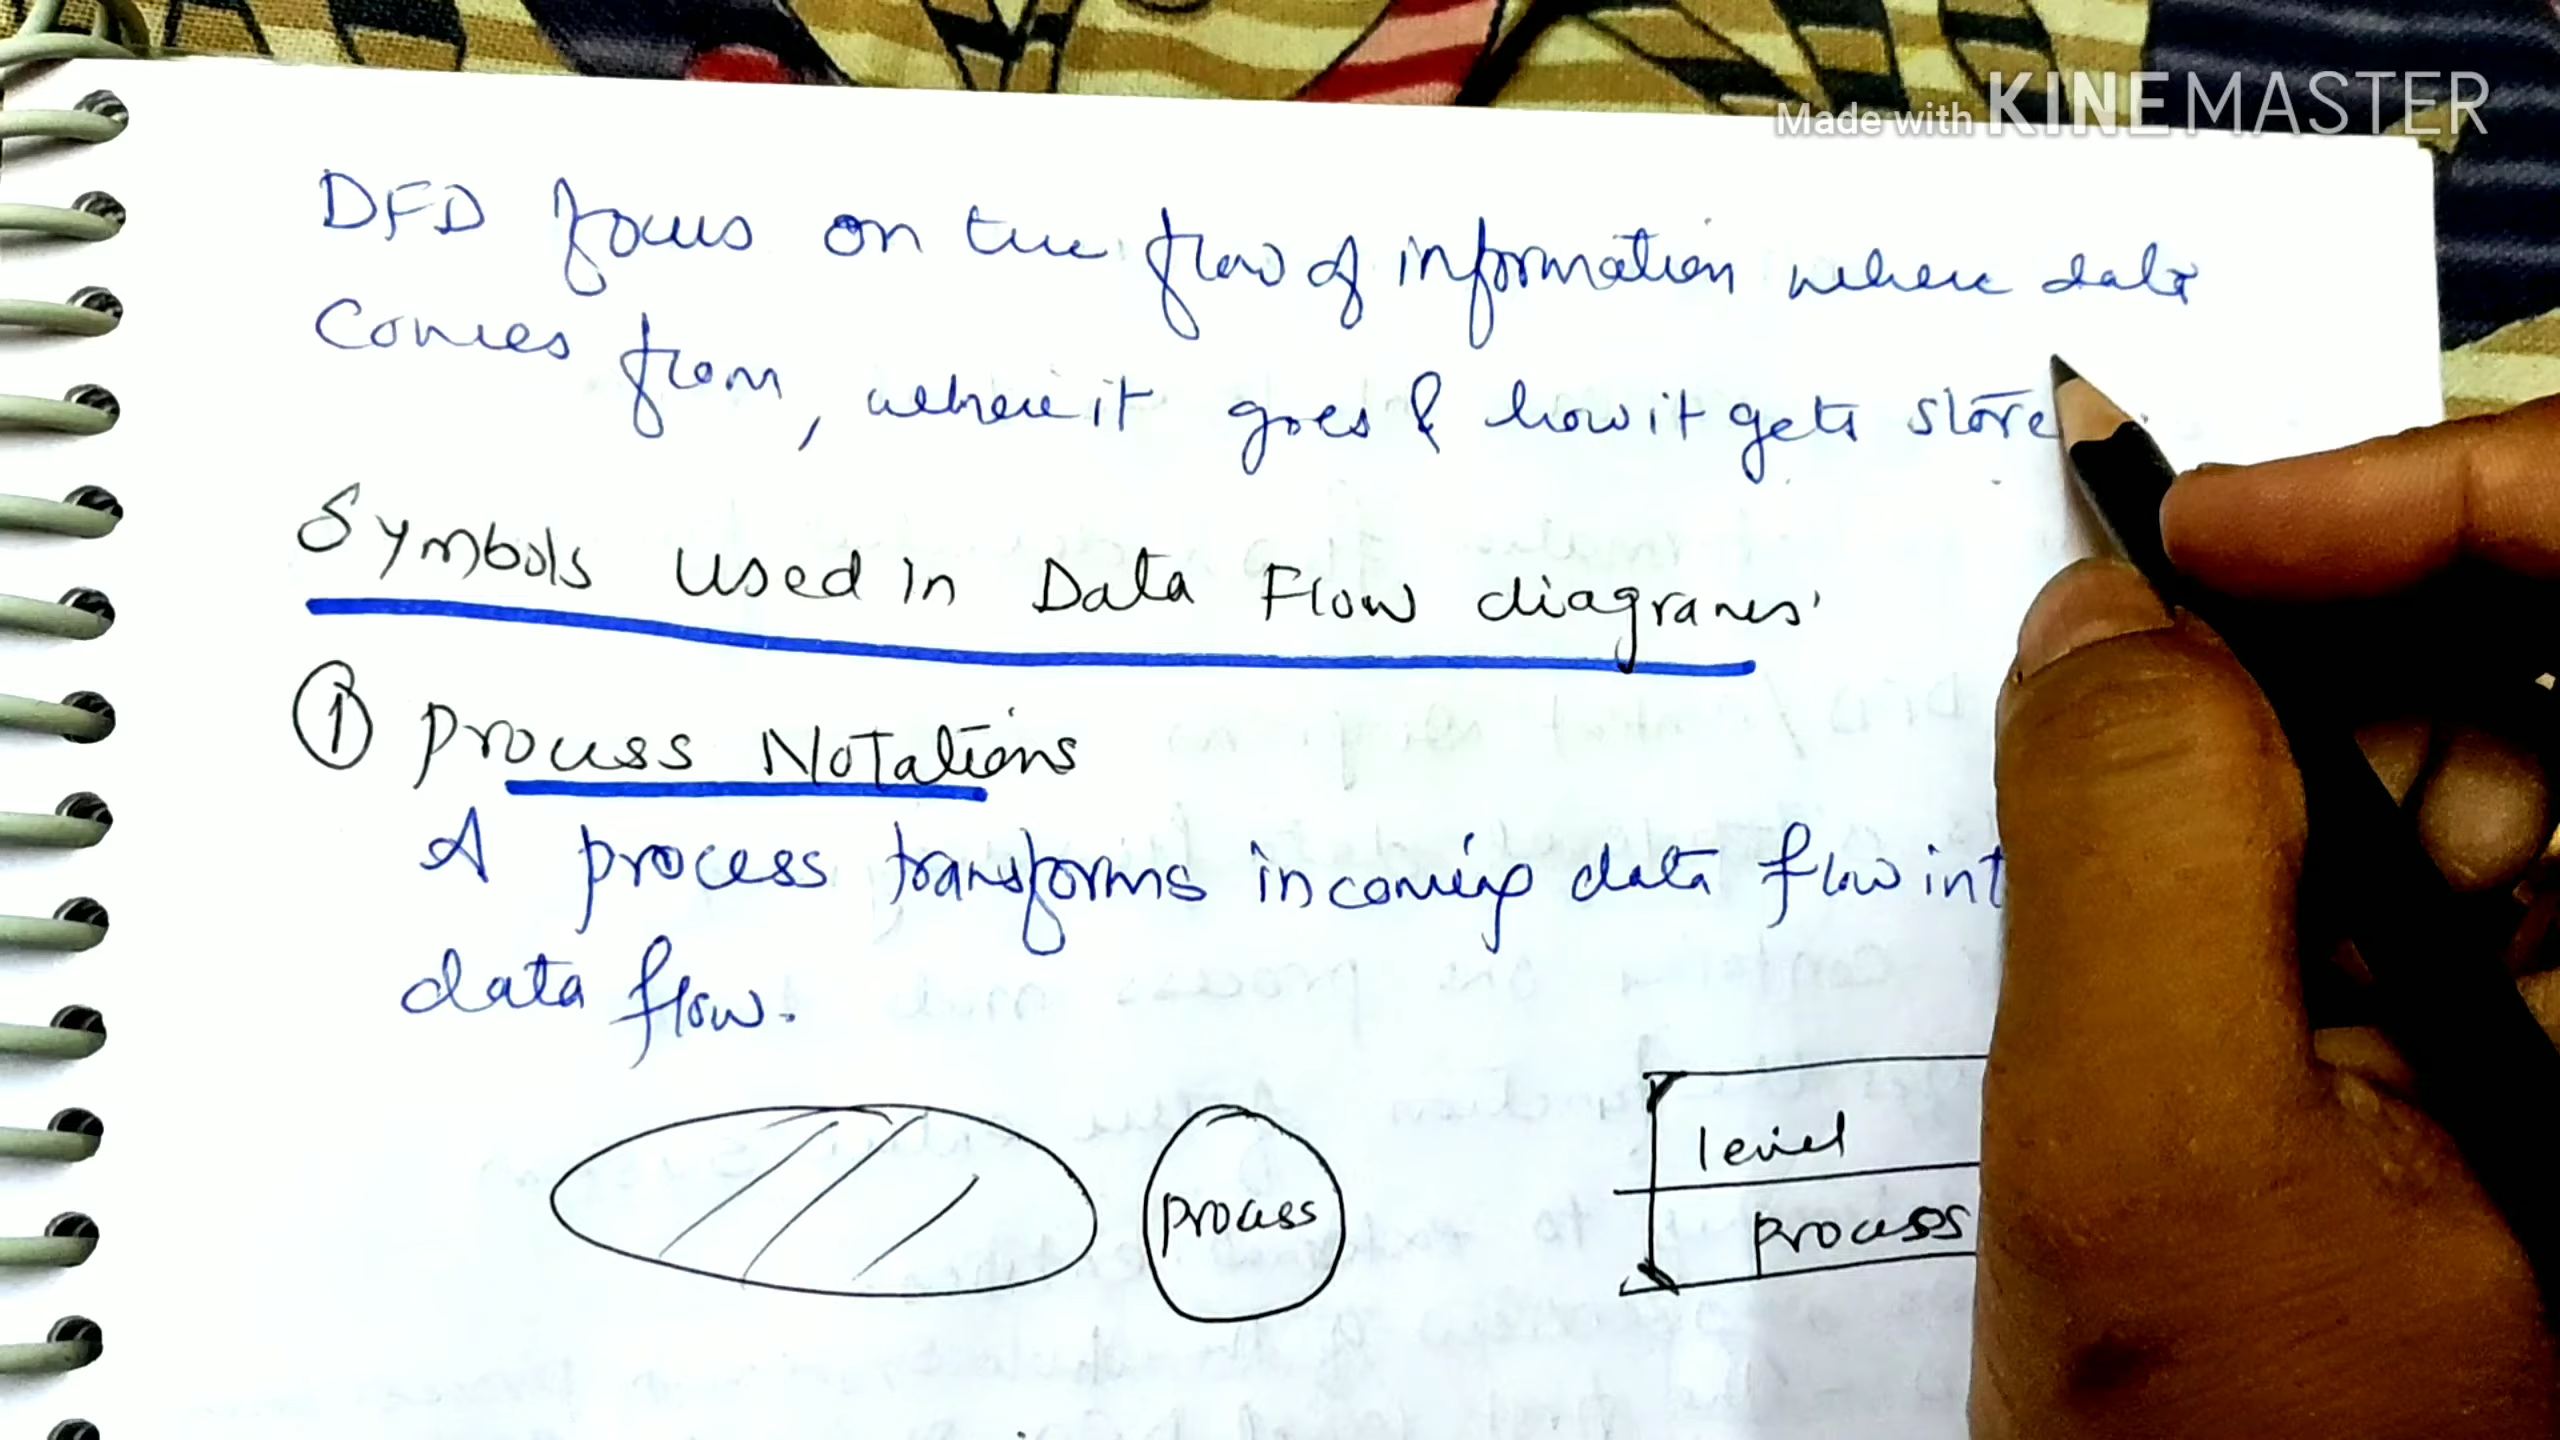 Made with KINEMASTER
DFD focus on the flow of information where data
Comes from, where it goes & how it gets store
Symbols Used In Data Flow diagrams
① Process Notations
A process transforms incoming data flow int
data flow.
process
level
process